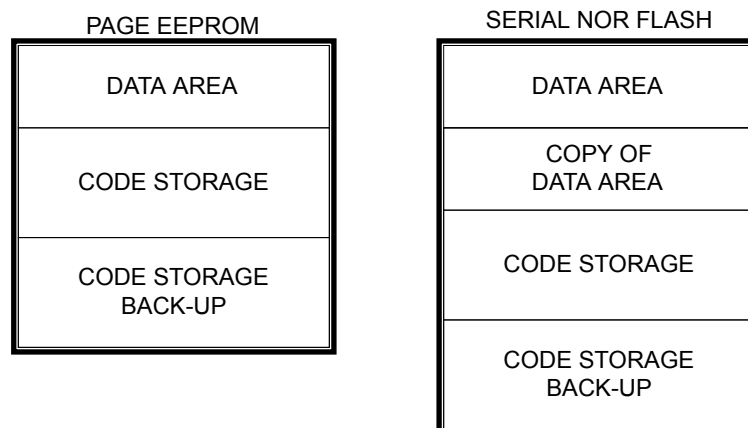 PAGE EEPROM
DATA AREA
CODE STORAGE
CODE STORAGE
BACK-UP
SERIAL NOR FLASH
DATA AREA
COPY OF
DATA AREA
CODE STORAGE
CODE STORAGE
BACK-UP